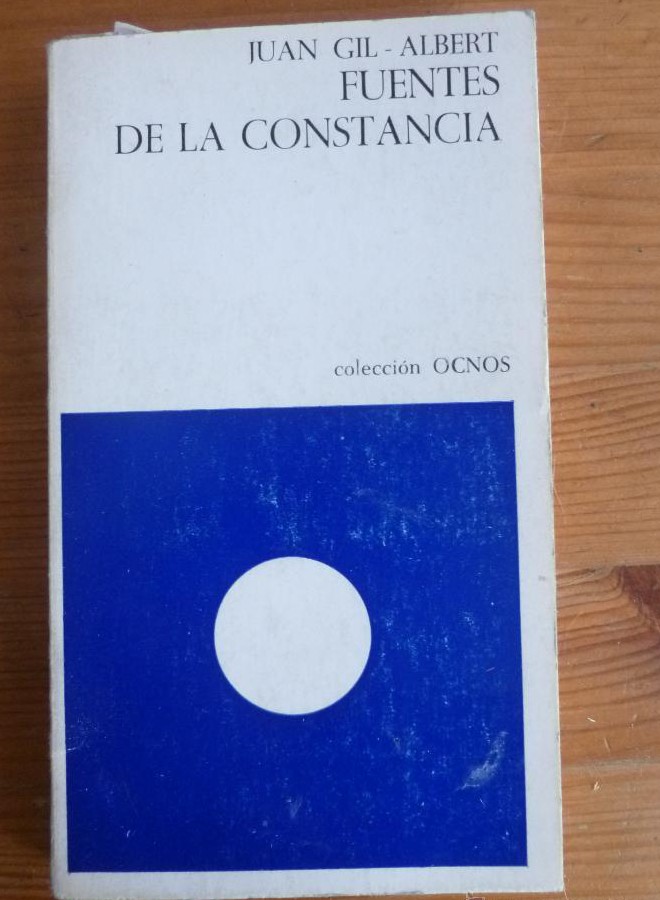 JUAN GIL - ALBERT
FUENTES
DE LA CONSTANCIA
colección OCNOS